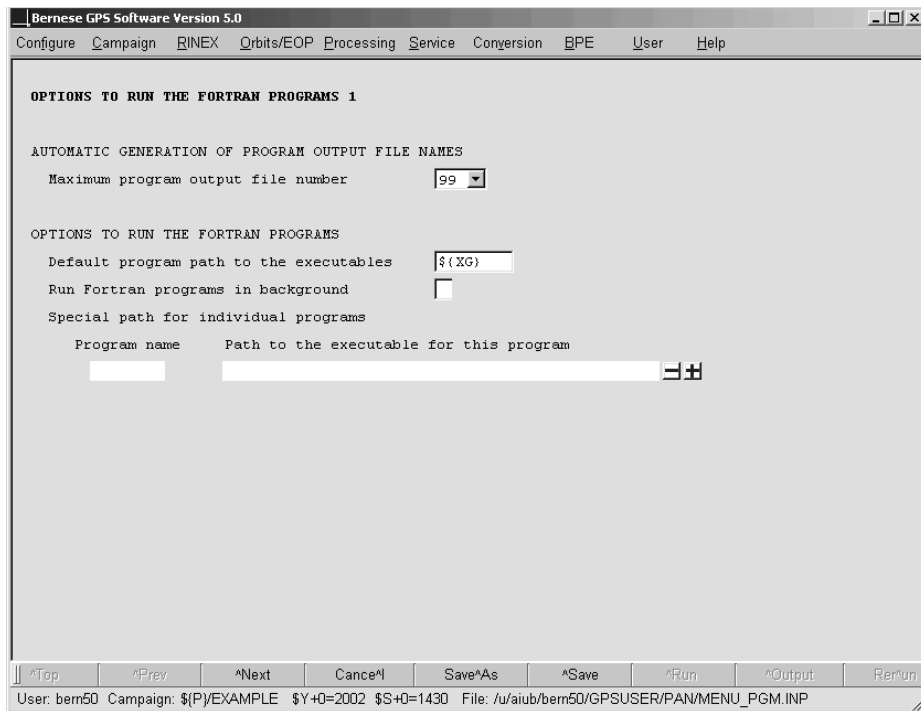 Bernese GPS Software Version 5.0
Configure Campaign RINEX Orbits/EOP Processing Service Conversion BPE User Help
OPTIONS TO RUN THE FORTRAN PROGRAMS 1
AUTOMATIC GENERATION OF PROGRAM OUTPUT FILE NAMES
Maximum program output file number 99
OPTIONS TO RUN THE FORTRAN PROGRAMS
Default program path to the executables ${XG}
Run Fortran programs in background
Special path for individual programs
Program name Path to the executable for this program
^Top ^Prev ^Next Cance^l Save^As ^Save ^Run ^Output Rer^un
User: bern50 Campaign: ${P}/EXAMPLE $Y+0=2002 $S+0=1430 File: /u/aiub/bern50/GPSUSER/PAN/MENU_PGM.INP